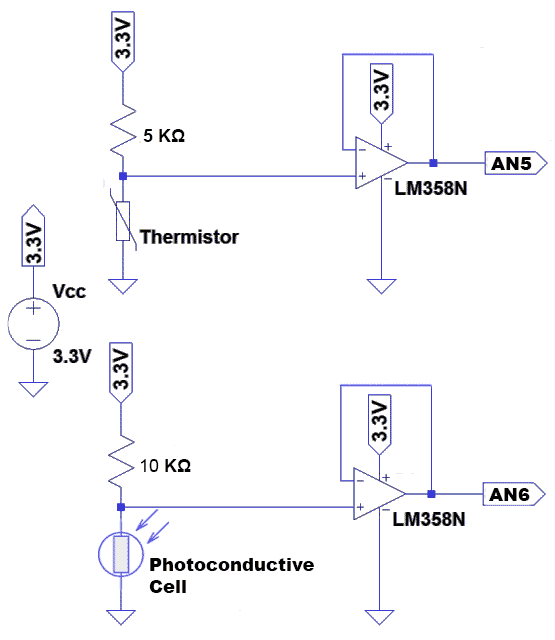 3.3V
5 KΩ
Thermistor
3.3V
-
+
+
-
LM358N
AN5
3.3V
Vcc
+
-
3.3V
3.3V
10 KΩ
Photoconductive
Cell
3.3V
-
+
+
-
LM358N
AN6